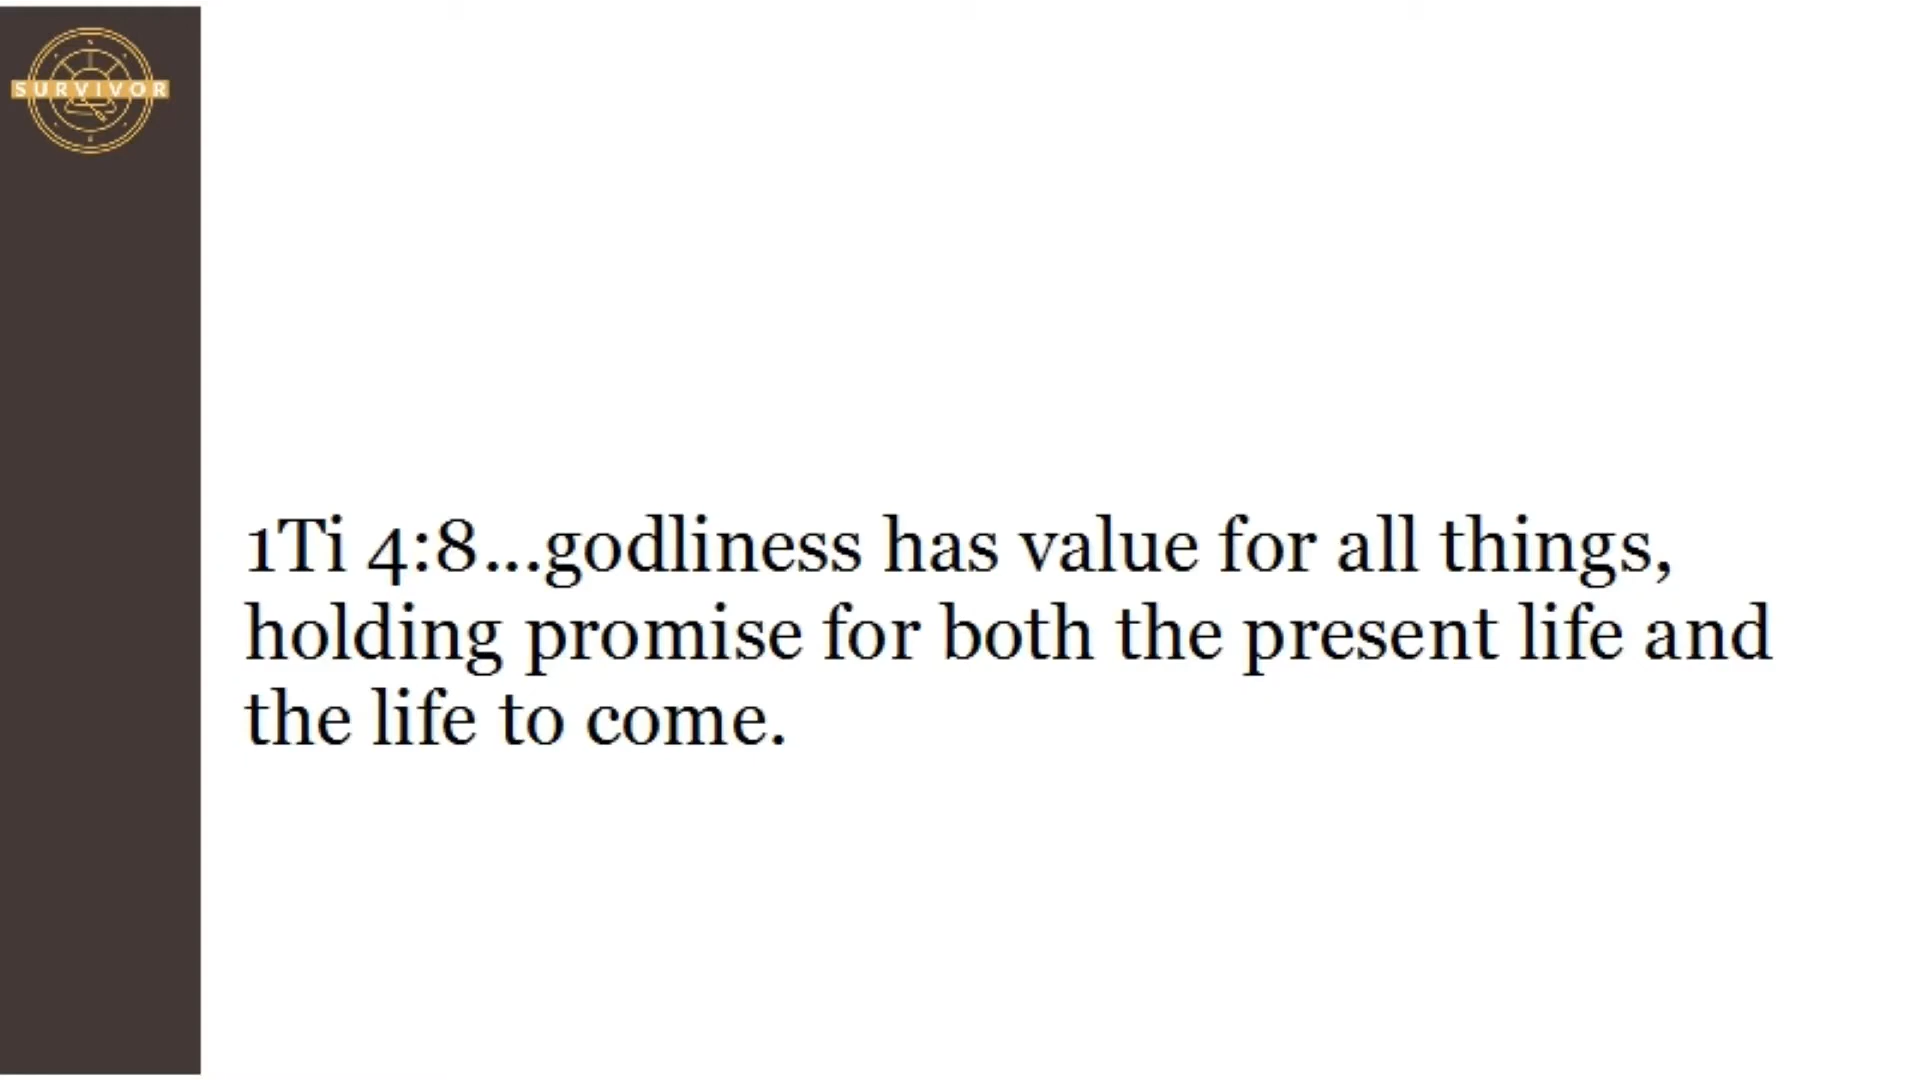 SURVIVOR
1Ti 4:8...godliness has value for all things,
holding promise for both the present life and
the life to come.